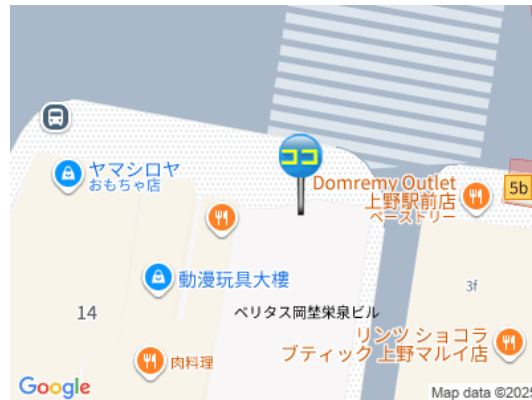 ココ
ヤマシロヤ
おもちゃ店
Domremy Outlet
上野駅前店
ペーストリー
5b
動漫玩具大樓
3f
14
ベリタス岡埜栄泉ビル
リンツ ショコラ
ブティック 上野マルイ店
肉料理
Google
Map data ©2025